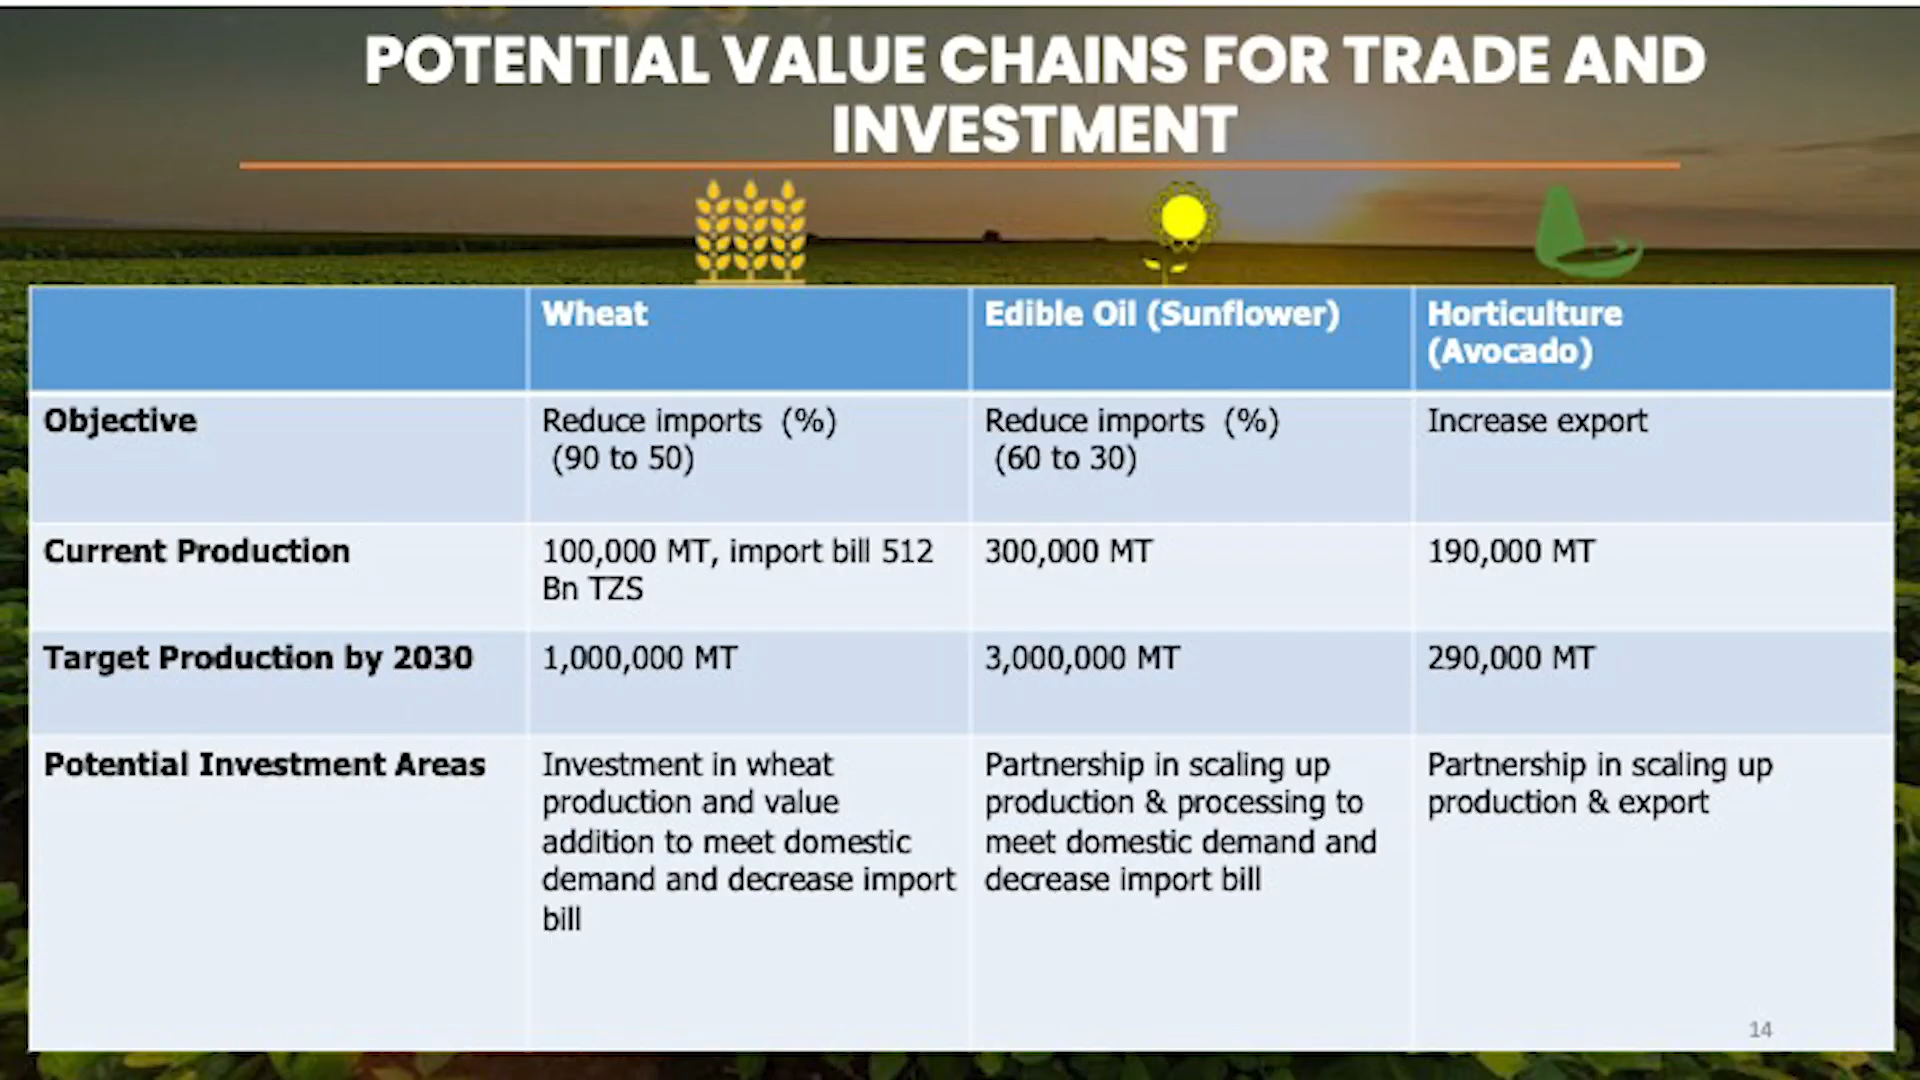 POTENTIAL VALUE CHAINS FOR TRADE AND
INVESTMENT
Wheat
Edible Oil (Sunflower)
Horticulture
(Avocado)
Objective
Reduce imports (%)
(90 to 50)
Reduce imports (%)
(60 to 30)
Increase export
Current Production
100,000 MT, import bill 512
Bn TZS
300,000 MT
190,000 MT
Target Production by 2030
1,000,000 MT
3,000,000 MT
290,000 MT
Potential Investment Areas
Investment in wheat
production and value
addition to meet domestic
demand and decrease import
bill
Partnership in scaling up
production & processing to
meet domestic demand and
decrease import bill
Partnership in scaling up
production & export
14